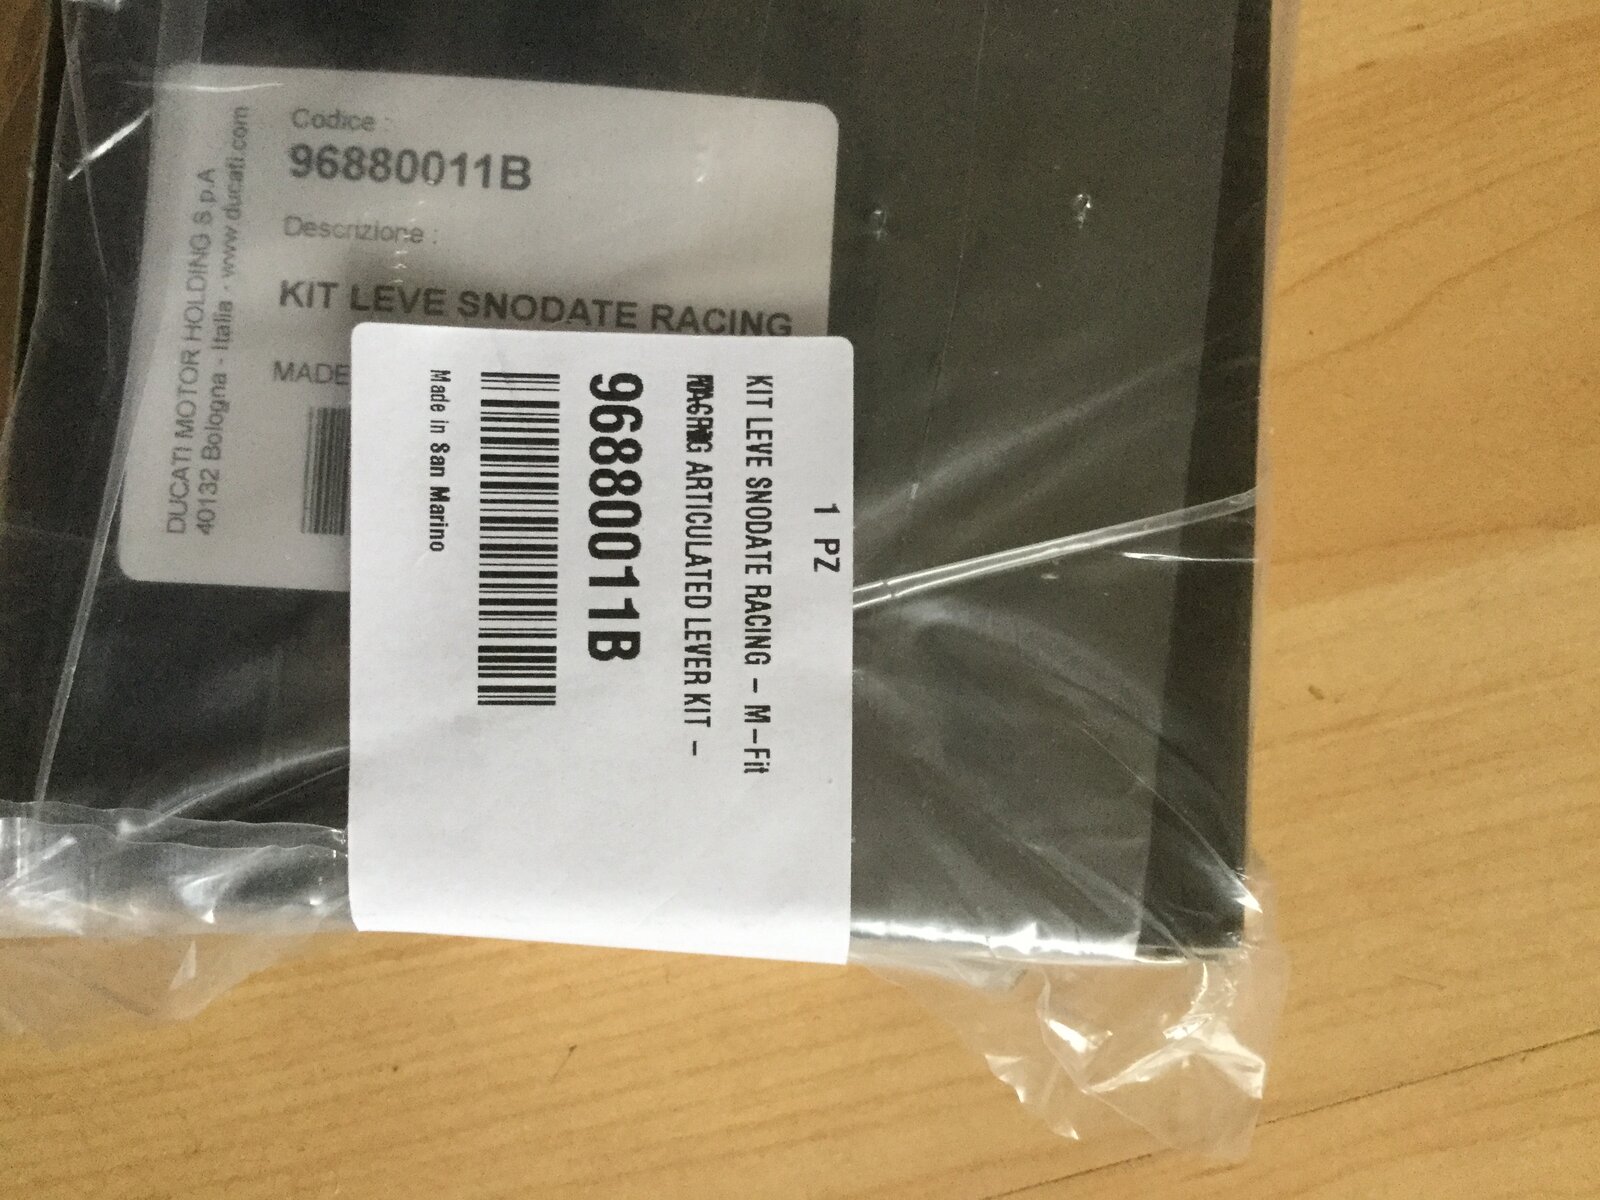 Codice :
96880011B
Descrizione :
KIT LEVE SNODATE RACING
MADE
DUCATI MOTOR HOLDING S.p.A
40132 Bologna - Italia - www.ducati.com
1 PZ
KIT LEVE SNODATE RACING - M-Fit
ARTICULATED LEVER KIT -
96880011B
Made in San Marino